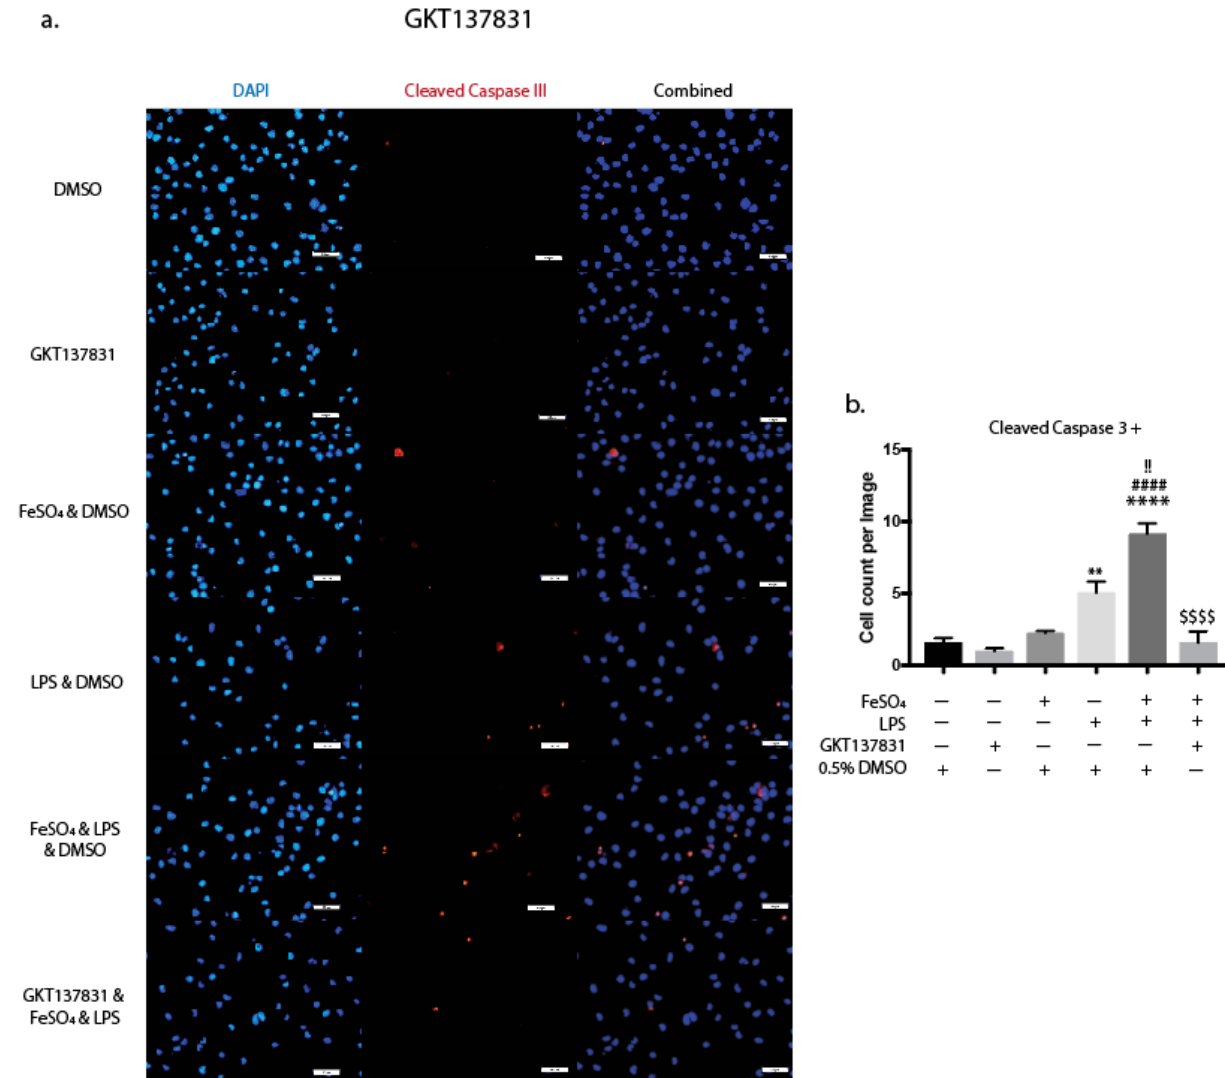 a.
GKT137831
DAPI Cleaved Caspase III Combined
DMSO
GKT137831
FeSO₄ & DMSO
LPS & DMSO
FeSO₄ & LPS
& DMSO
GKT137831 &
FeSO₄ & LPS
b.
Cleaved Caspase 3 +
Cell count per Image
15
10
5
0
**
!!
####
****
$$$$
FeSO₄ − − + − + +
LPS − − − + + +
GKT137831 − + − − − +
0.5% DMSO + − + + + −